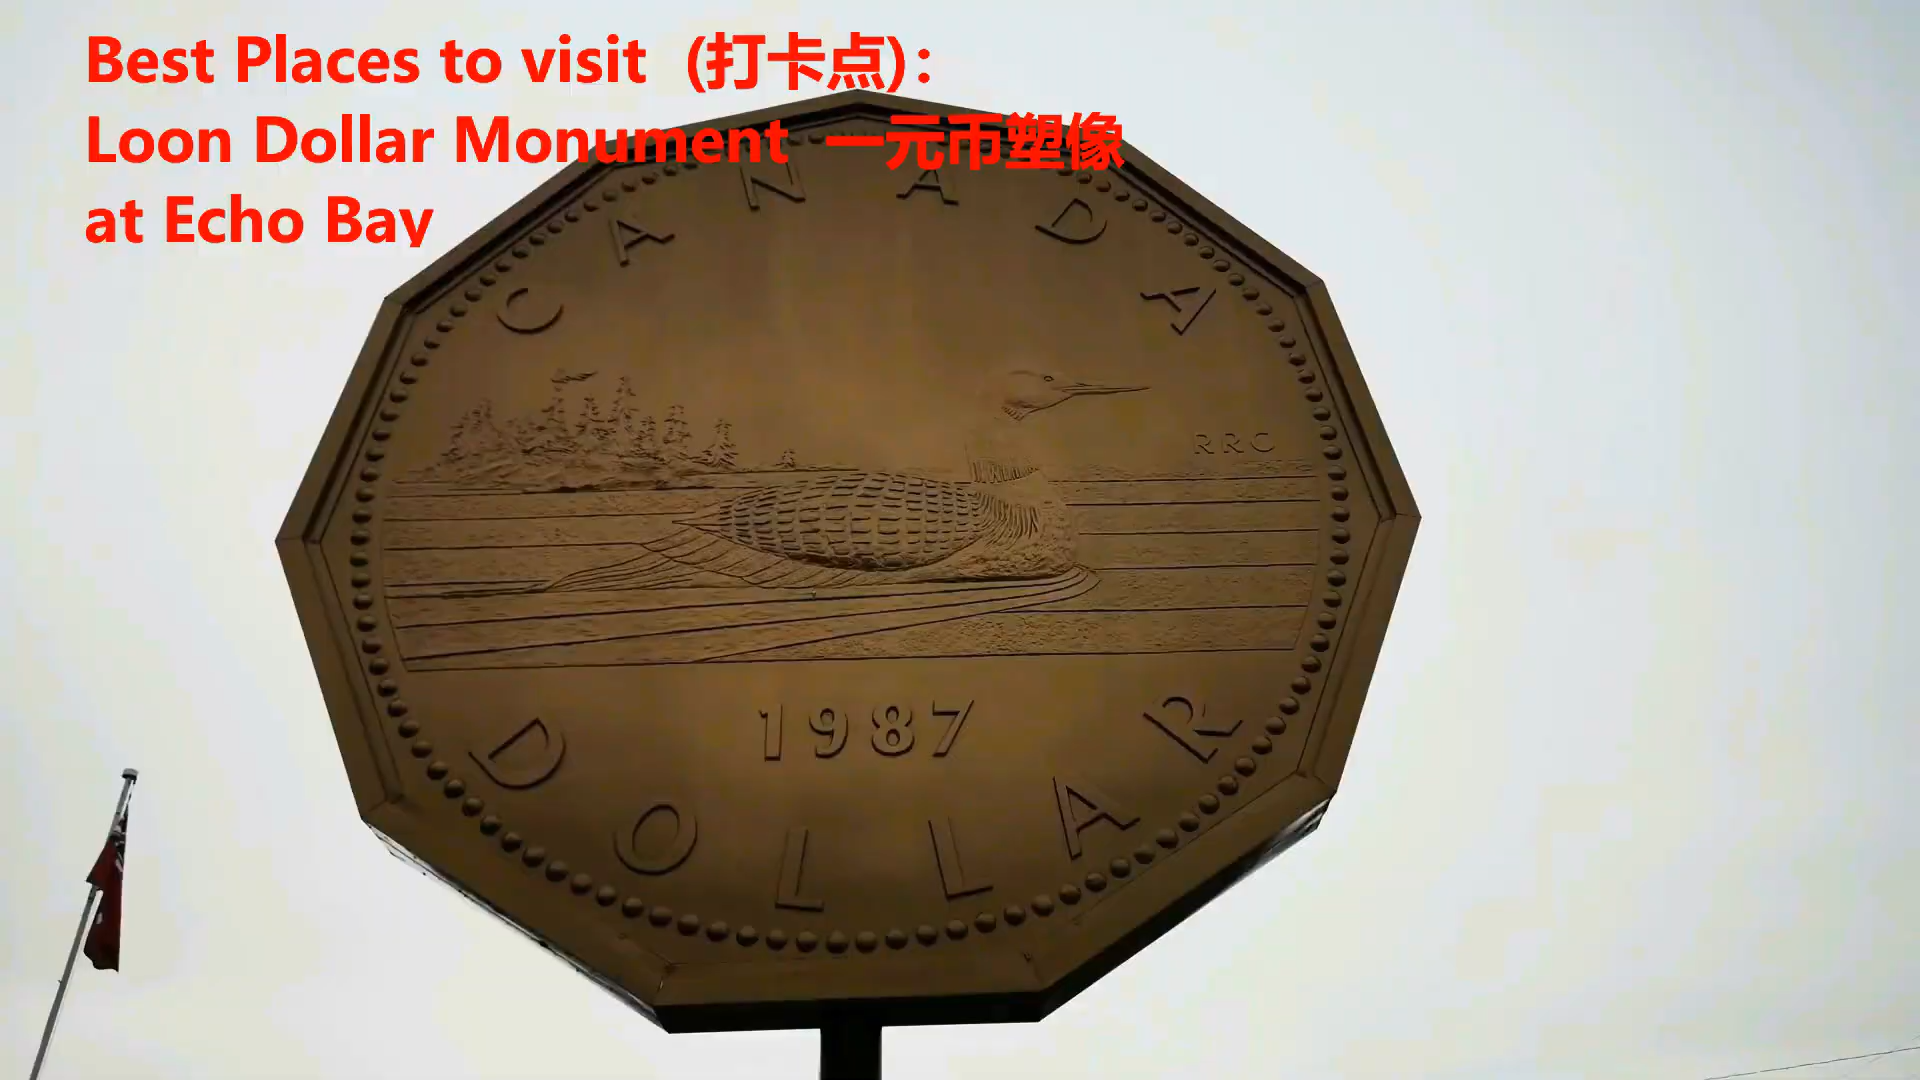 Best Places to visit (打卡点):
Loon Dollar Monument 一元币塑像
at Echo Bay
CANADA
RRC
1987
DOLLAR